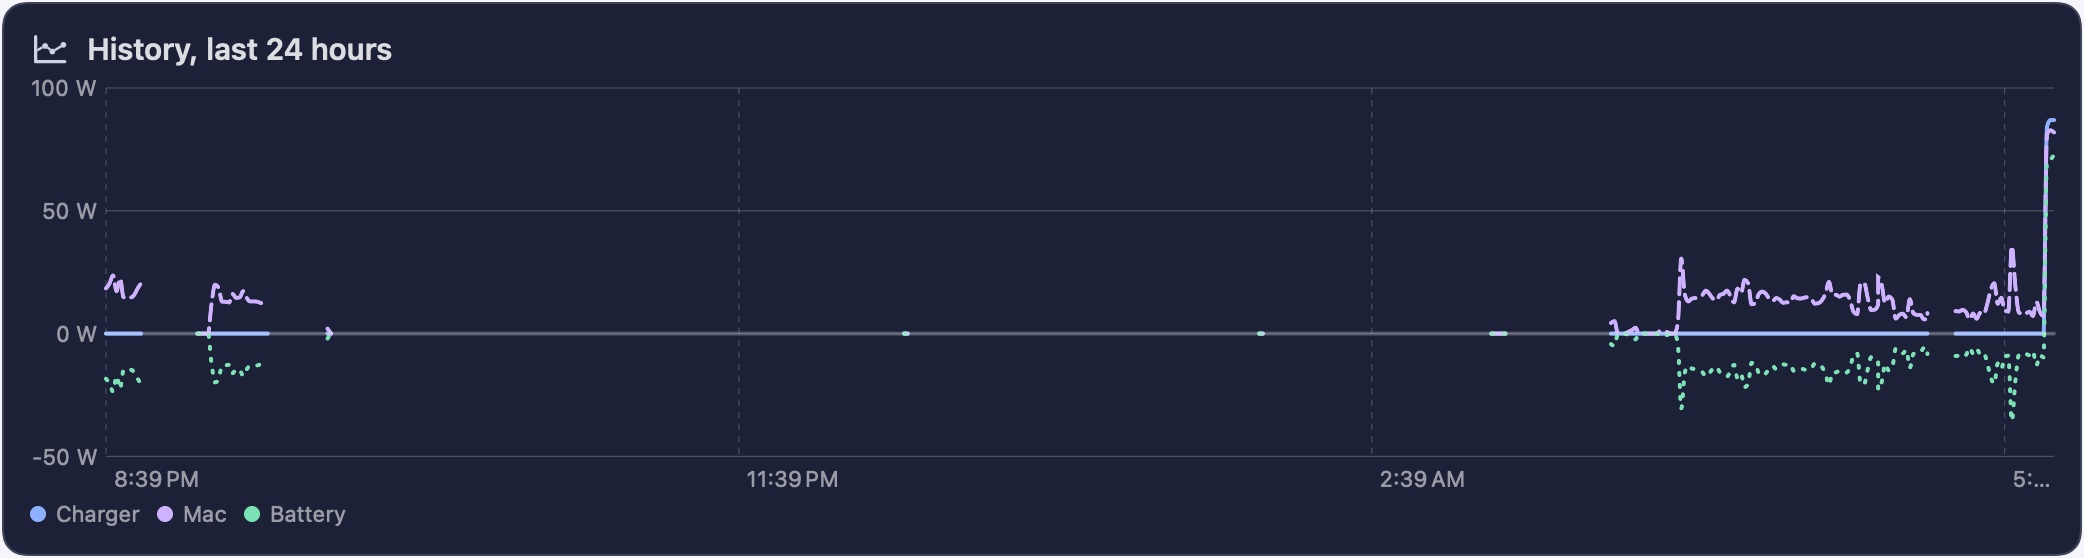 History, last 24 hours
100 W
50 W
0 W
-50 W
8:39 PM
11:39 PM
2:39 AM
5:...
Charger
Mac
Battery